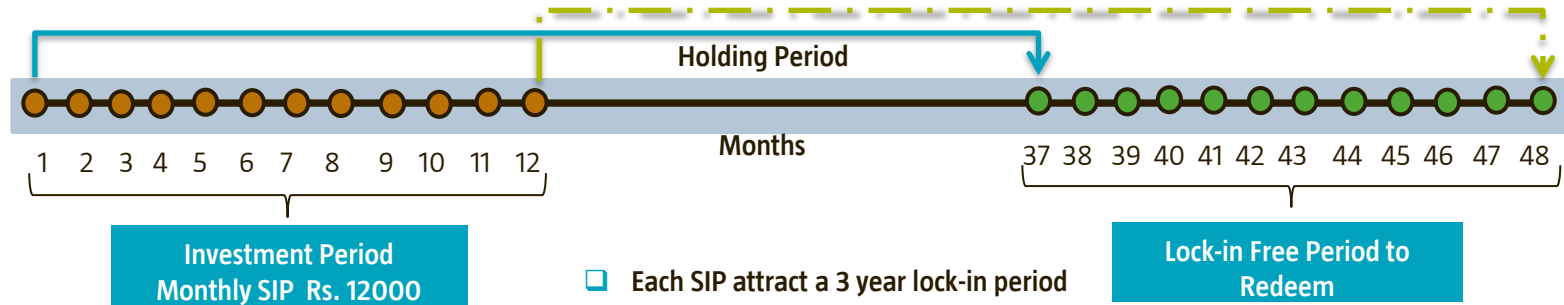 Holding Period
Months
1 2 3 4 5 6 7 8 9 10 11 12
37 38 39 40 41 42 43 44 45 46 47 48
Investment Period
Monthly SIP Rs. 12000
❑ Each SIP attract a 3 year lock-in period
Lock-in Free Period to
Redeem